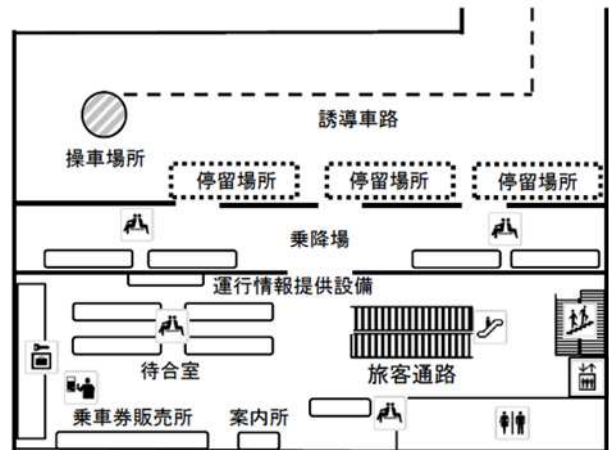 誘導車路
操車場所
停留場所 停留場所 停留場所
乗降場
運行情報提供設備
待合室
旅客通路
乗車券販売所 案内所